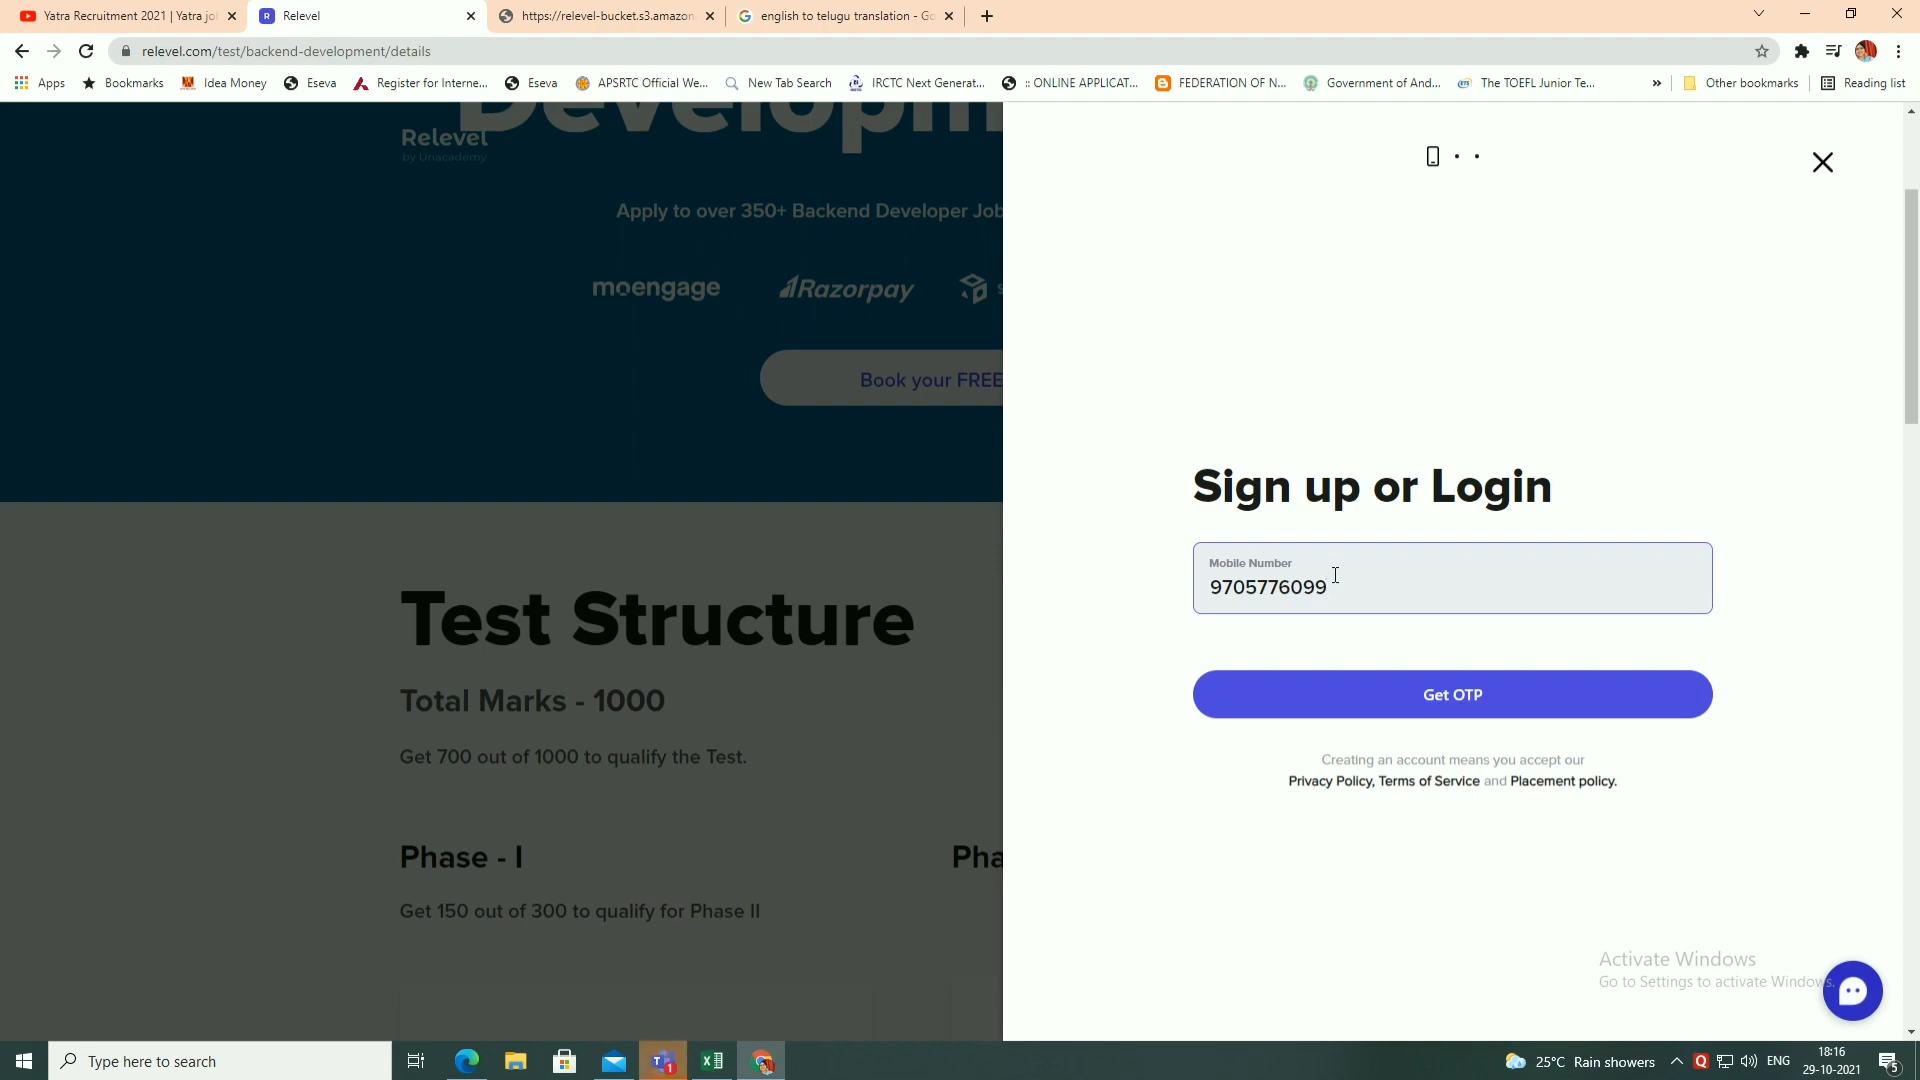 Yatra Recruitment 2021 | Yatra jo
Relevel
https://relevel-bucket.s3.amazon
english to telugu translation - Go
relevel.com/test/backend-development/details
Apps
Bookmarks
Idea Money
Eseva
Register for Interne...
Eseva
APSRTC Official We...
New Tab Search
IRCTC Next Generat...
:: ONLINE APPLICAT...
FEDERATION OF N...
Government of And...
The TOEFL Junior Te...
Other bookmarks
Reading list
Developm
Relevel
by Unacademy
Apply to over 350+ Backend Developer Job
moengage
Razorpay
s
Book your FREE
Test Structure
Total Marks - 1000
Get 700 out of 1000 to qualify the Test.
Phase - I
Pha
Get 150 out of 300 to qualify for Phase II
Sign up or Login
Mobile Number
9705776099
Get OTP
Creating an account means you accept our
Privacy Policy, Terms of Service and Placement policy.
Activate Windows
Go to Settings to activate Windows.
Type here to search
25°C Rain showers
ENG
18:16
29-10-2021
5